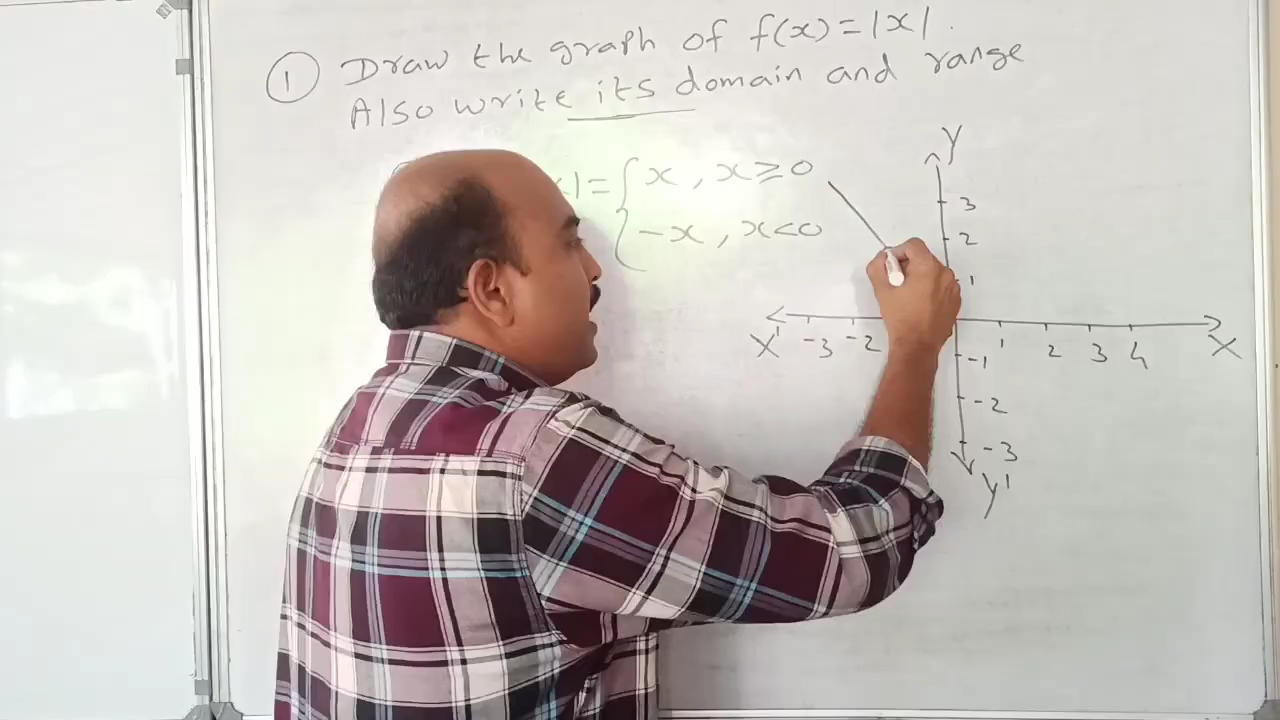 ① Draw the graph of f(x)=|x|.
Also write its domain and range
x|= { x , x≥0
-x , x<0
Y
3
2
1
X' -3 -2 1 2 3 4 X
-1
-2
-3
Y'